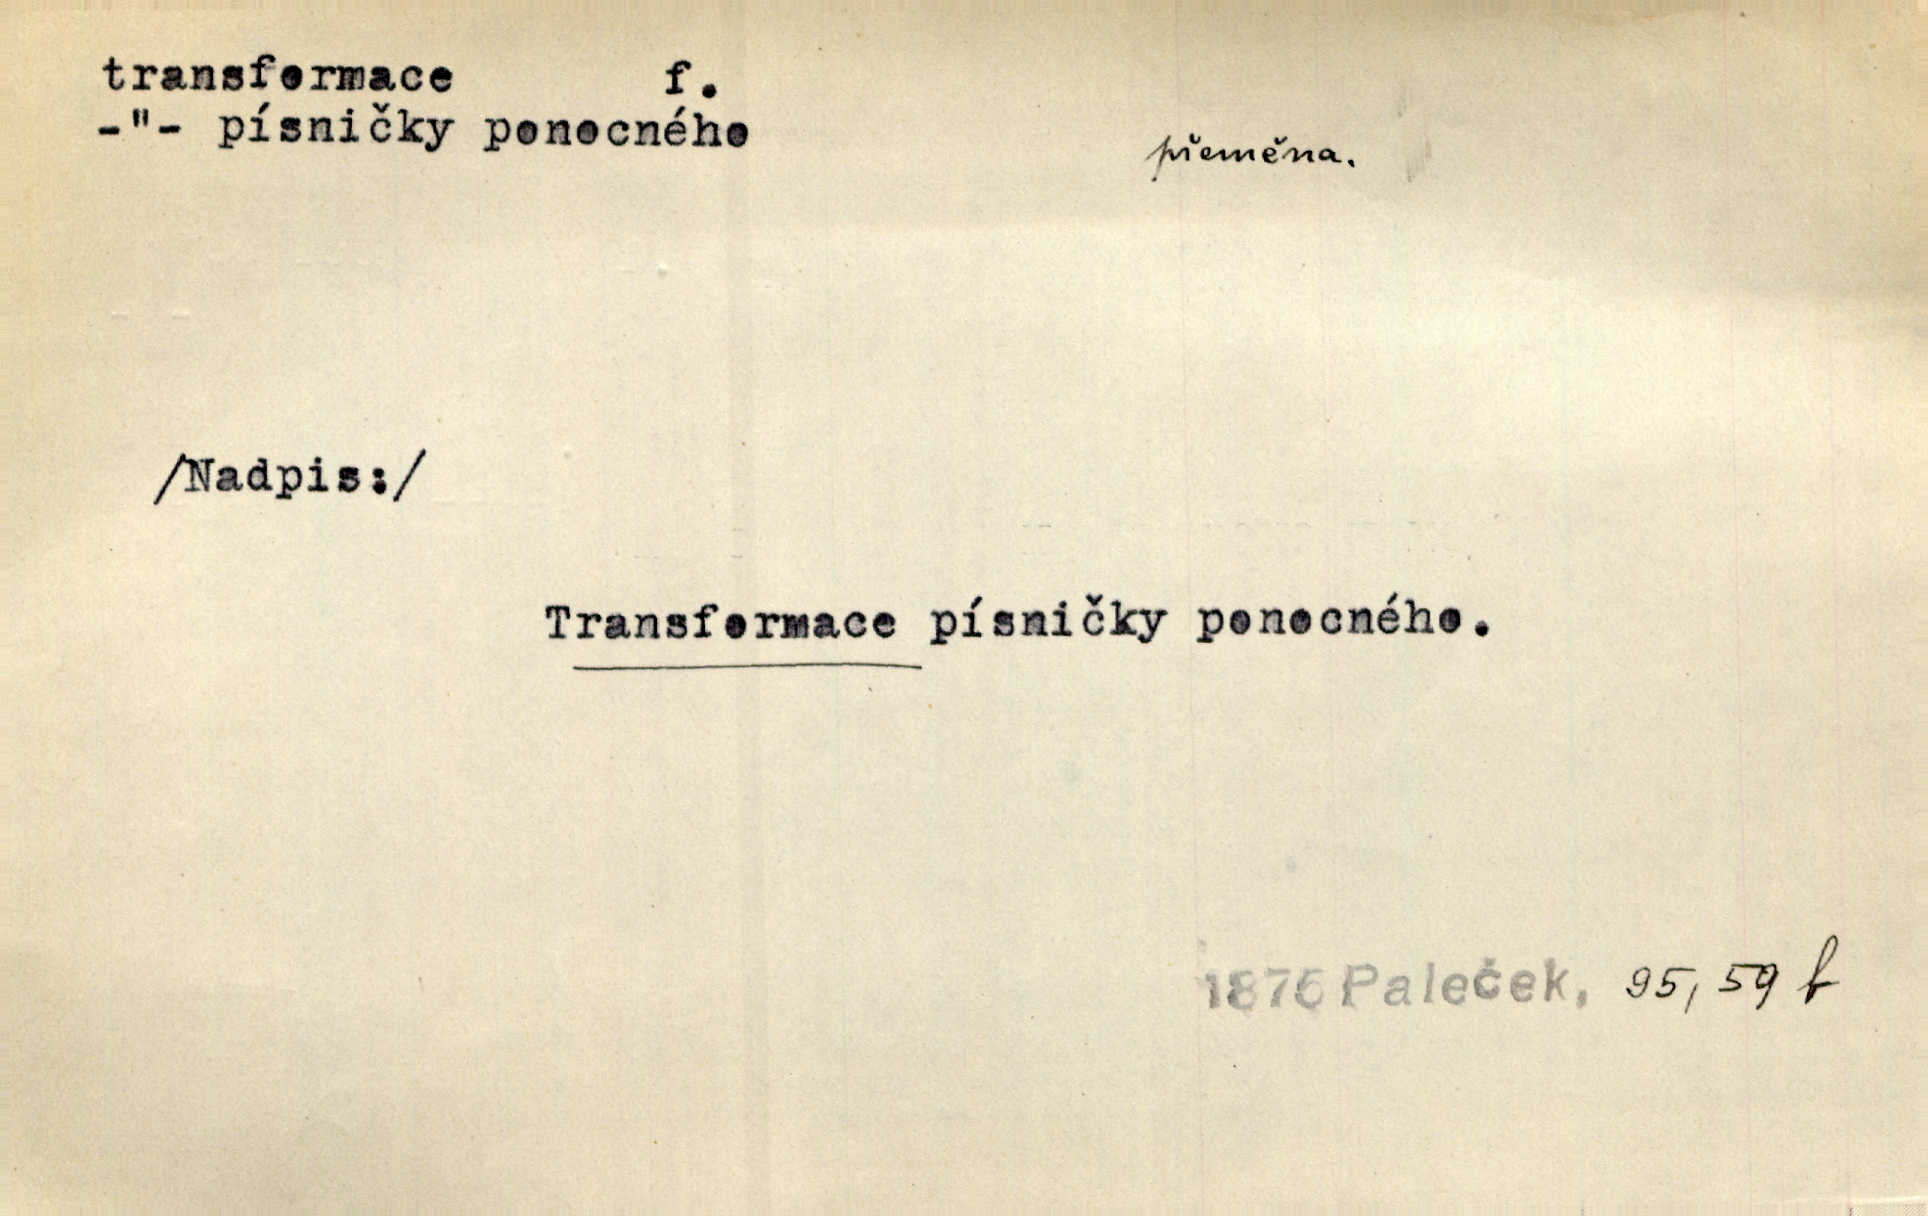 transformace f.
-"- písničky ponocného
přeměna.
/Nadpis:/
Transformace písničky ponocného.
1876 Paleček, 95, 59 b